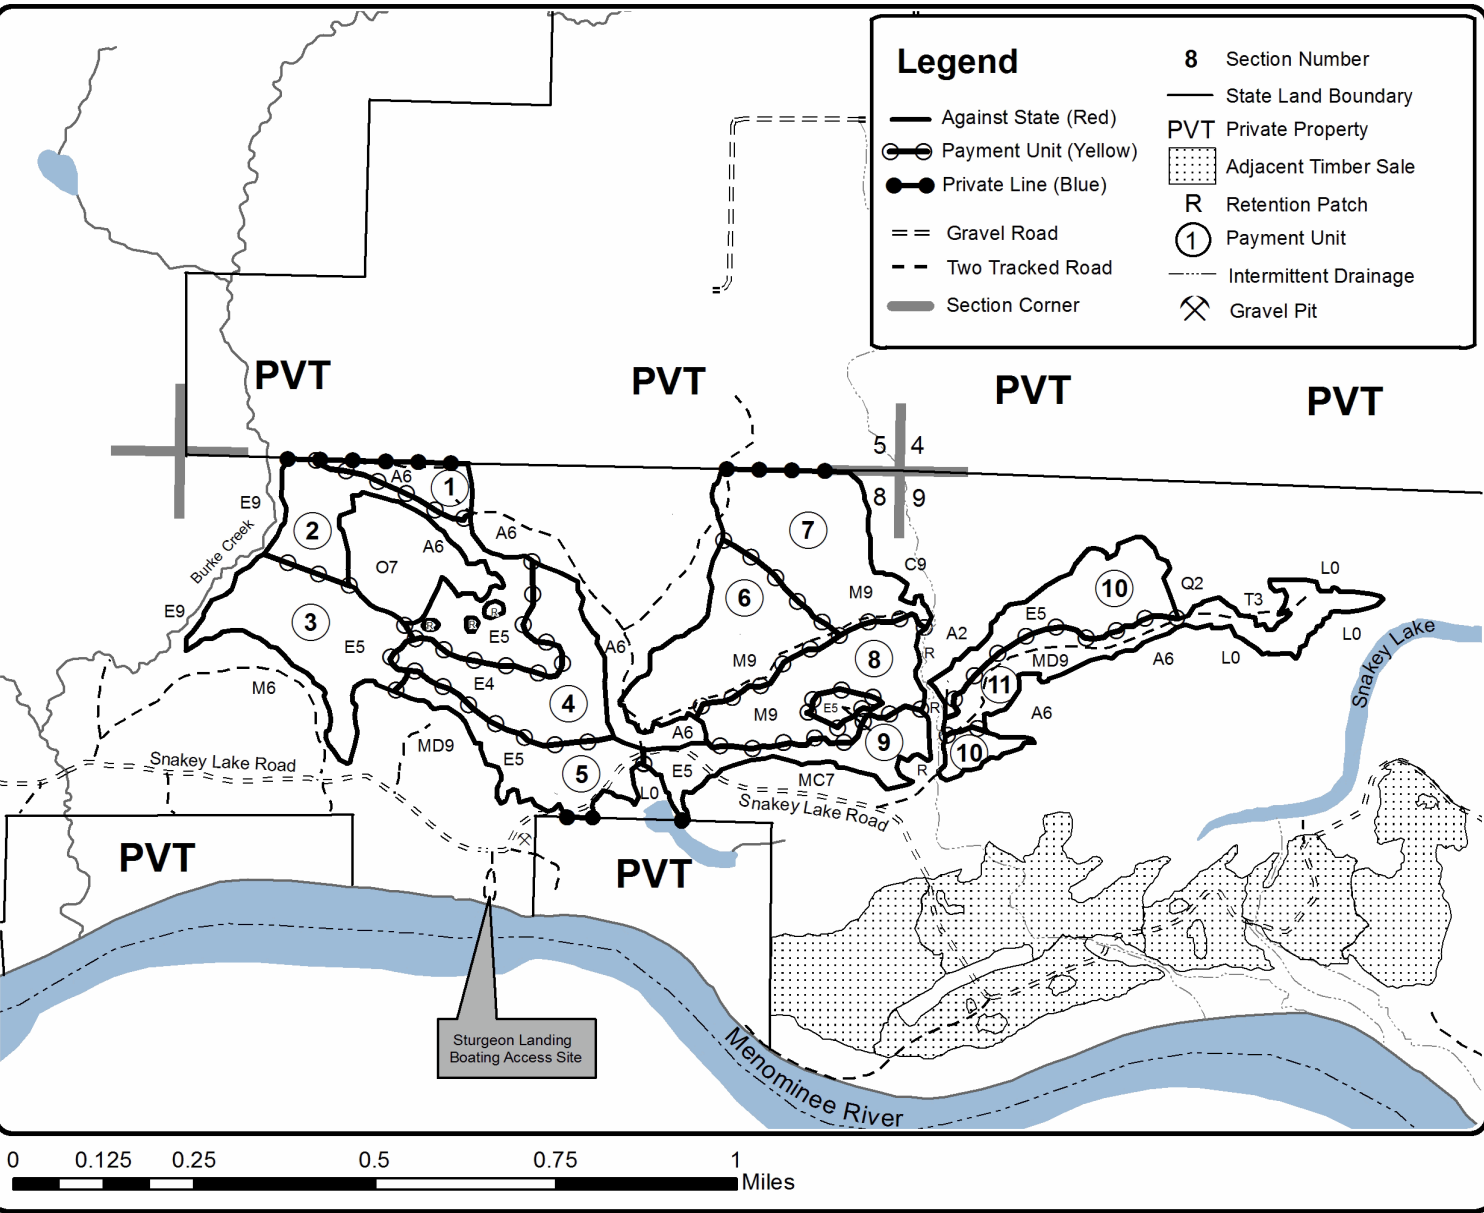 Legend
Against State (Red)
Payment Unit (Yellow)
Private Line (Blue)
Gravel Road
Two Tracked Road
Section Corner
8 Section Number
State Land Boundary
PVT Private Property
Adjacent Timber Sale
R Retention Patch
1 Payment Unit
Intermittent Drainage
Gravel Pit
PVT
PVT
PVT
PVT
5 4
8 9
E9
Burke Creek
E9
A6
1
2
A6
A6
O7
R
R
R
E5
3
E5
A6
E4
4
M6
MD9
E5
5
L0
E5
A6
7
6
M9
C9
M9
8
M9
E5
9
R
R
R
A2
MC7
Snakey Lake Road
Snakey Lake Road
10
E5
Q2
T3
L0
L0
L0
MD9
A6
11
A6
10
Snakey Lake
PVT
PVT
Sturgeon Landing
Boating Access Site
Menominee River
0 0.125 0.25 0.5 0.75 1
Miles